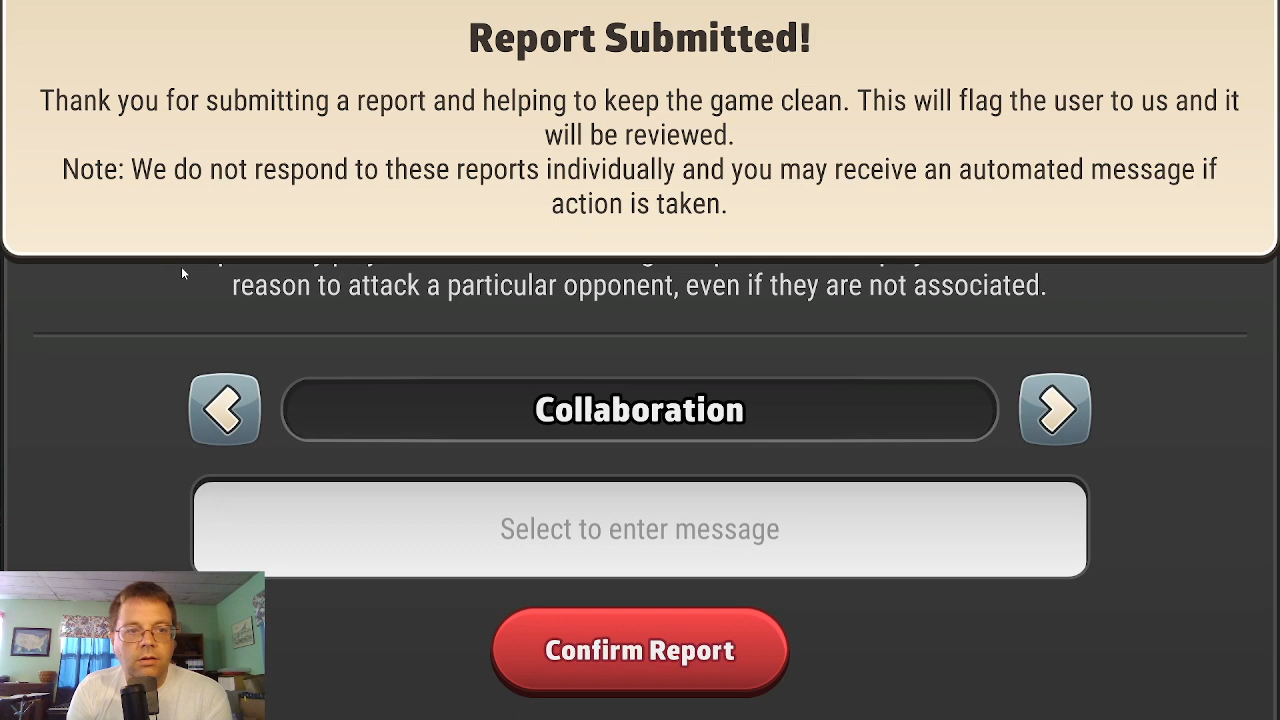 Report Submitted!
Thank you for submitting a report and helping to keep the game clean. This will flag the user to us and it
will be reviewed.
Note: We do not respond to these reports individually and you may receive an automated message if
action is taken.
reason to attack a particular opponent, even if they are not associated.
Collaboration
Select to enter message
Confirm Report